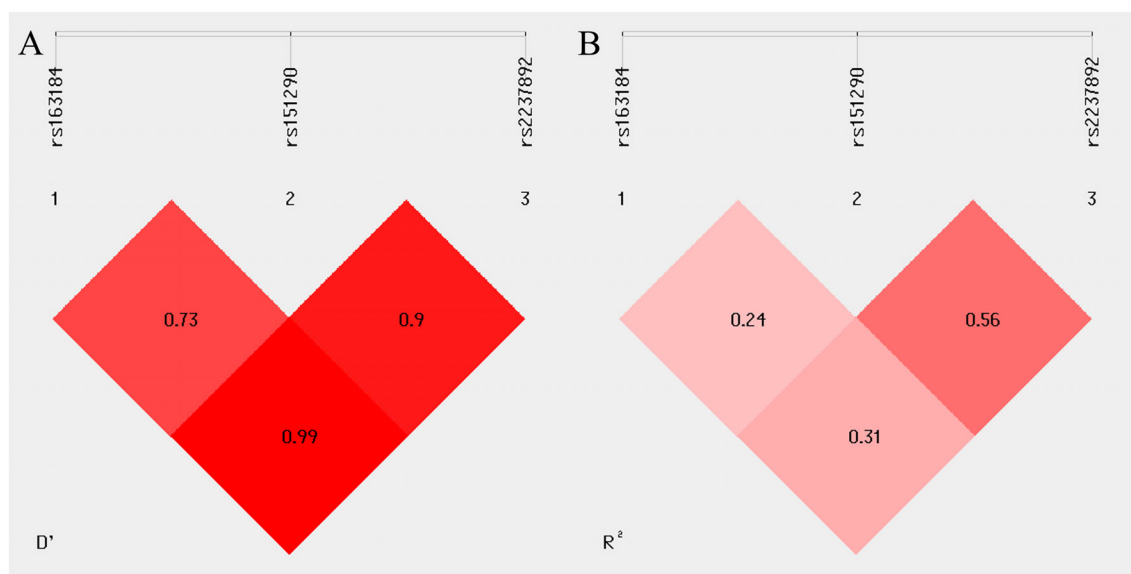 A
rs163184
rs151290
rs2237892
1
2
3
0.73
0.9
0.99
D'
B
rs163184
rs151290
rs2237892
1
2
3
0.24
0.56
0.31
R²